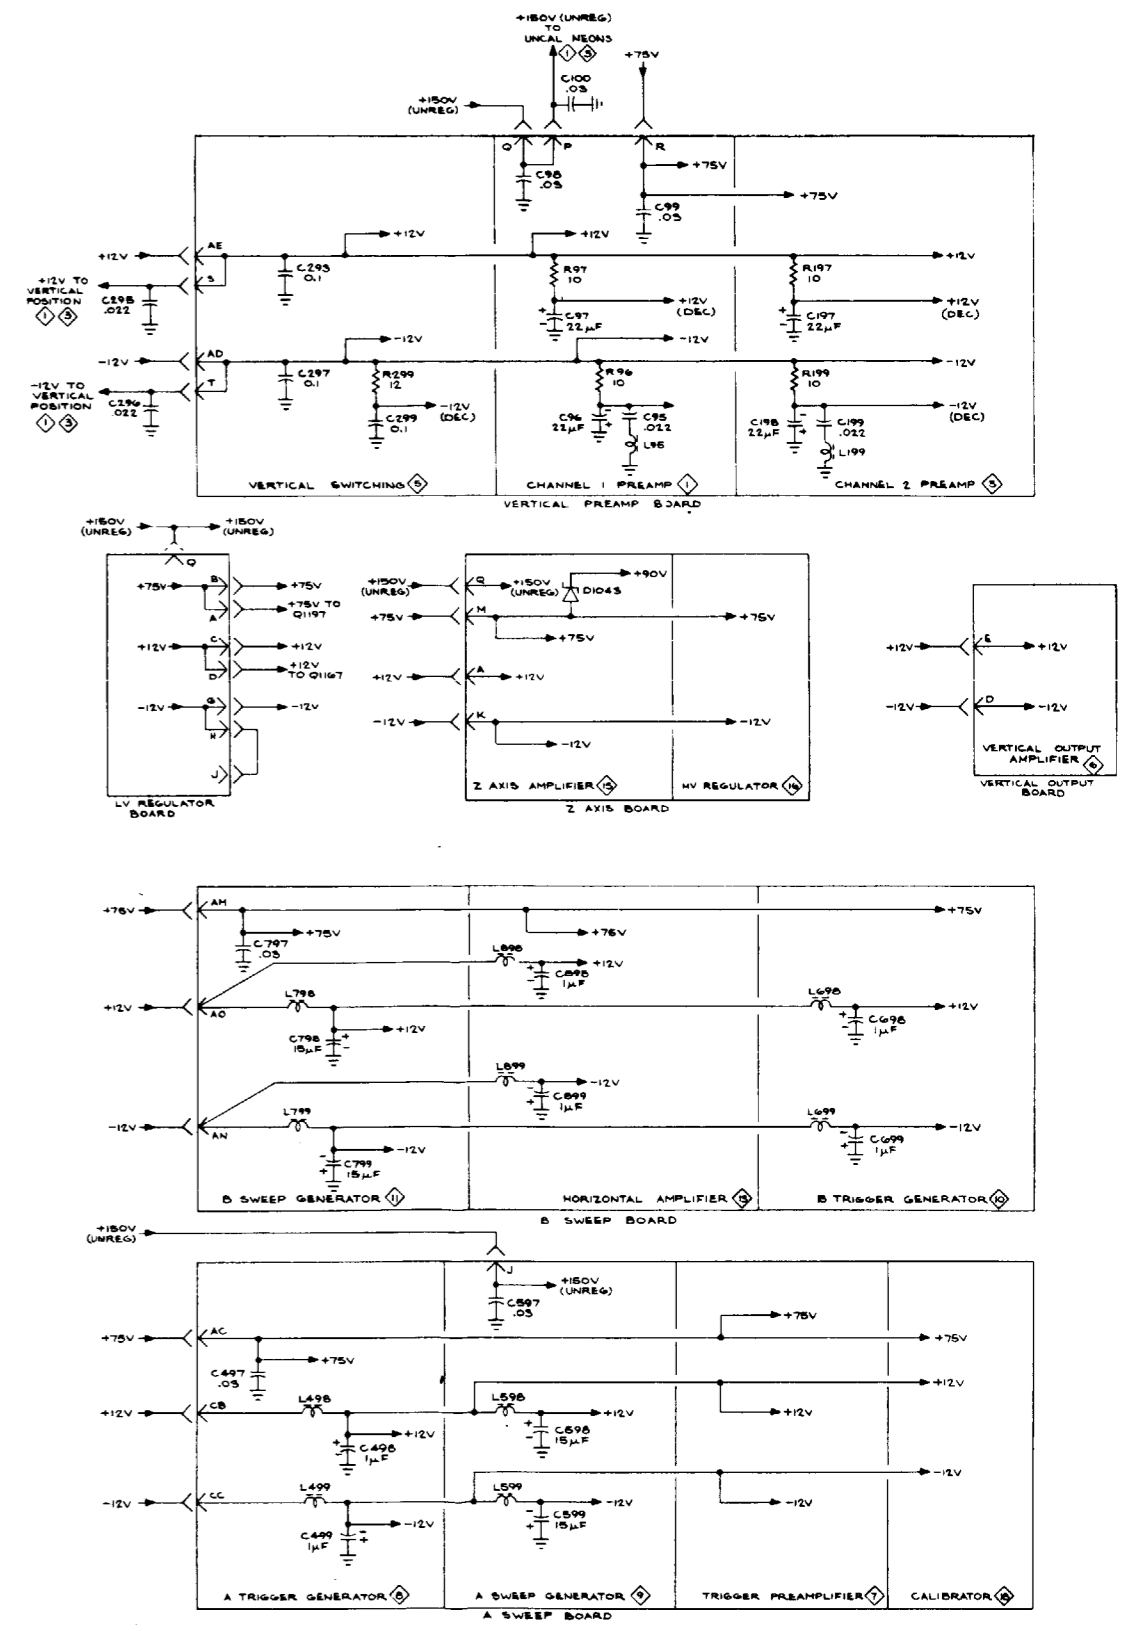 +150V (UNREG)
TO
UNCAL NEONS
1 3
+75V
C100
.03
+150V
(UNREG)
Q
P
R
C98
.03
+75V
+75V
C99
.03
+12V
AE
+12V
+12V
+12V
+12V TO
VERTICAL
POSITION
1 3
S
C295
.022
C293
0.1
R97
10
+12V
(DEC)
+
-
C97
22µF
R197
10
+12V
(DEC)
+
-
C197
22µF
-12V
AD
-12V
-12V
-12V
-12V TO
VERTICAL
POSITION
1 3
T
C296
.022
C297
0.1
R299
12
-12V
(DEC)
C299
0.1
R96
10
C96
22µF
-
+
C95
.022
L95
R199
10
-12V
(DEC)
C198
22µF
-
+
C199
.022
L199
VERTICAL SWITCHING 5
CHANNEL 1 PREAMP 1
CHANNEL 2 PREAMP 3
VERTICAL PREAMP BOARD
+150V
(UNREG)
+150V
(UNREG)
Q
+75V
B
+75V
A
+75V TO
Q1197
+12V
C
+12V
D
+12V
TO Q1167
-12V
G
-12V
H
J
LV REGULATOR
BOARD
+150V
(UNREG)
Q
+150V
(UNREG)
+90V
D1043
+75V
M
+75V
+75V
+12V
A
+12V
-12V
K
-12V
-12V
Z AXIS AMPLIFIER 15
HV REGULATOR 16
Z AXIS BOARD
+12V
E
+12V
-12V
D
-12V
VERTICAL OUTPUT
AMPLIFIER 6
VERTICAL OUTPUT
BOARD
+75V
AM
+75V
+75V
+75V
C797
.03
L898
+12V
+
-
C898
1µF
+12V
AO
L798
+12V
C798
15µF
+
-
L698
+12V
+
-
C698
1µF
L899
-12V
-
+
C899
1µF
-12V
AN
L799
-12V
-
+
C799
15µF
L699
-12V
-
+
C699
1µF
B SWEEP GENERATOR 11
HORIZONTAL AMPLIFIER 13
B TRIGGER GENERATOR 10
B SWEEP BOARD
+150V
(UNREG)
J
+150V
(UNREG)
C597
.03
+75V
AC
+75V
+75V
+75V
C497
.03
+12V
CB
L498
+12V
+
-
C498
1µF
L598
+12V
+
-
C598
15µF
+12V
+12V
-12V
CC
L499
-12V
C499
1µF
-
+
L599
-12V
-
+
C599
15µF
-12V
-12V
A TRIGGER GENERATOR 8
A SWEEP GENERATOR 9
TRIGGER PREAMPLIFIER 7
CALIBRATOR 18
A SWEEP BOARD